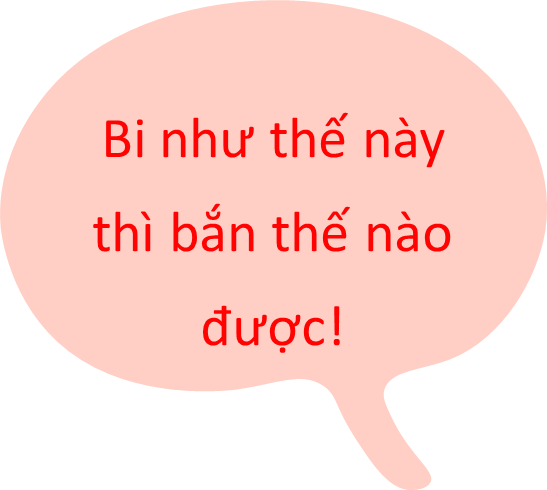 Bi như thế này
thì bắn thế nào
được!